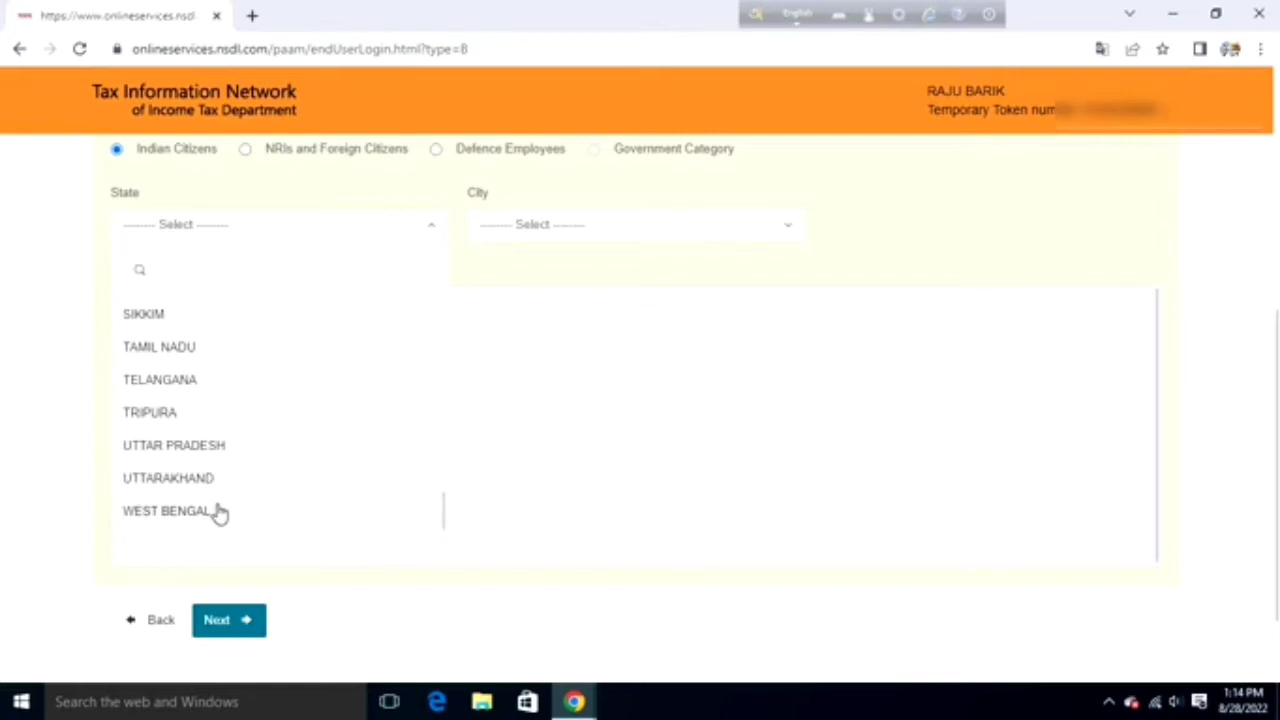 https://www.onlineservices.nsdl
English
onlineservices.nsdl.com/paam/endUserLogin.html?type=B
Tax Information Network
of Income Tax Department
RAJU BARIK
Temporary Token num
Indian Citizens NRIs and Foreign Citizens Defence Employees Government Category
State City
--------- Select --------- --------- Select ---------
SIKKIM
TAMIL NADU
TELANGANA
TRIPURA
UTTAR PRADESH
UTTARAKHAND
WEST BENGAL
Back Next
Search the web and Windows
1:14 PM
8/28/2022